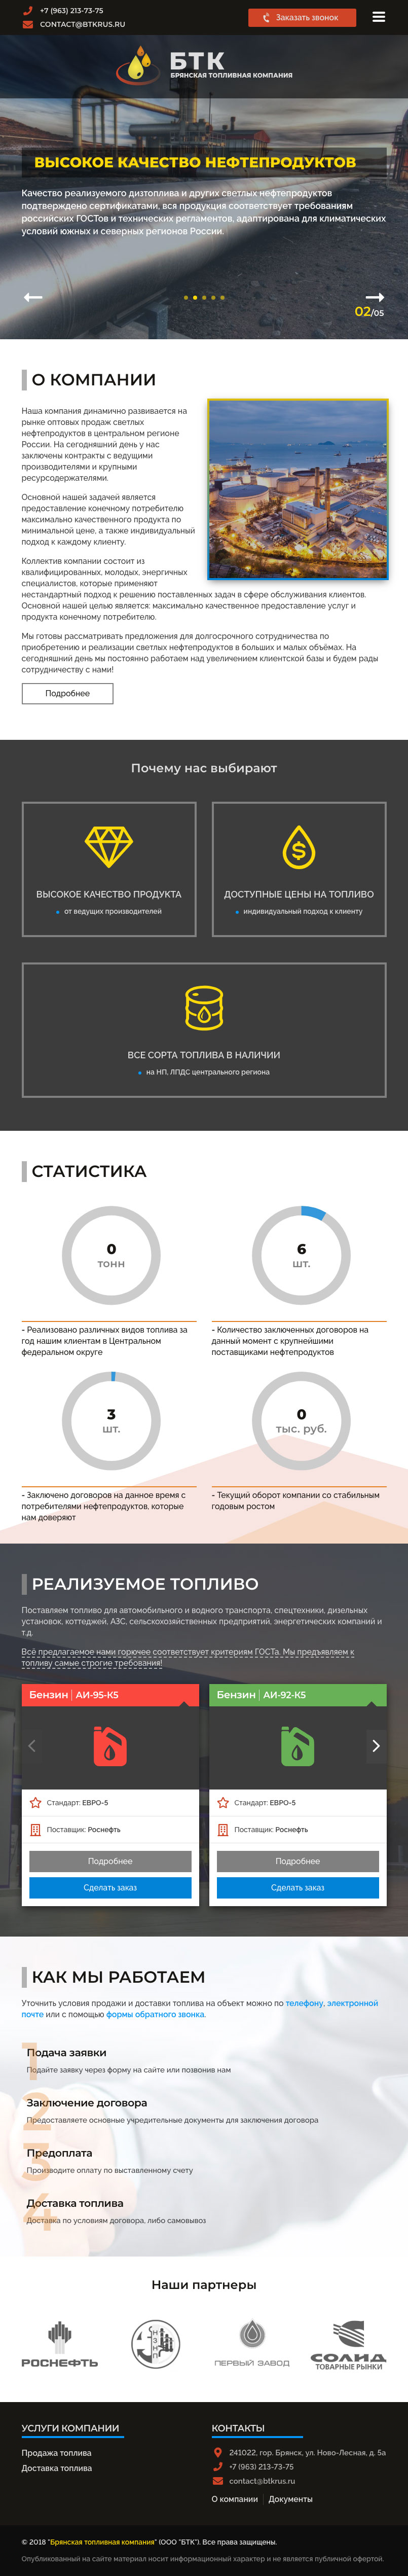 +7 (963) 213-73-75
CONTACT@BTKRUS.RU
Заказать звонок
БТК
БРЯНСКАЯ ТОПЛИВНАЯ КОМПАНИЯ
ВЫСОКОЕ КАЧЕСТВО НЕФТЕПРОДУКТОВ
Качество реализуемого дизтоплива и других светлых нефтепродуктов
подтверждено сертификатами, вся продукция соответствует требованиям
российских ГОСТов и технических регламентов, адаптирована для климатических
условий южных и северных регионов России.
02/05
О КОМПАНИИ
Наша компания динамично развивается на
рынке оптовых продаж светлых
нефтепродуктов в центральном регионе
России. На сегодняшний день у нас
заключены контракты с ведущими
производителями и крупными
ресурсодержателями.
Основной нашей задачей является
предоставление конечному потребителю
максимально качественного продукта по
минимальной цене, а также индивидуальный
подход к каждому клиенту.
Коллектив компании состоит из
квалифицированных, молодых, энергичных
специалистов, которые применяют
нестандартный подход к решению поставленных задач в сфере обслуживания клиентов.
Основной нашей целью является: максимально качественное предоставление услуг и
продукта конечному потребителю.
Мы готовы рассматривать предложения для долгосрочного сотрудничества по
приобретению и реализации светлых нефтепродуктов в больших и малых объёмах. На
сегодняшний день мы постоянно работаем над увеличением клиентской базы и будем рады
сотрудничеству с нами!
Подробнее
Почему нас выбирают
ВЫСОКОЕ КАЧЕСТВО ПРОДУКТА
от ведущих производителей
ДОСТУПНЫЕ ЦЕНЫ НА ТОПЛИВО
индивидуальный подход к клиенту
ВСЕ СОРТА ТОПЛИВА В НАЛИЧИИ
на НП, ЛПДС центрального региона
СТАТИСТИКА
0
тонн
- Реализовано различных видов топлива за
год нашим клиентам в Центральном
федеральном округе
6
шт.
- Количество заключенных договоров на
данный момент с крупнейшими
поставщиками нефтепродуктов
3
шт.
- Заключено договоров на данное время с
потребителями нефтепродуктов, которые
нам доверяют
0
тыс. руб.
- Текущий оборот компании со стабильным
годовым ростом
РЕАЛИЗУЕМОЕ ТОПЛИВО
Поставляем топливо для автомобильного и водного транспорта, спецтехники, дизельных
установок, коттеджей, АЗС, сельскохозяйственных предприятий, энергетических компаний и
т.д.
Всё предлагаемое нами горючее соответствует критериям ГОСТа. Мы предъявляем к
топливу самые строгие требования!
Бензин АИ-95-К5
Стандарт: ЕВРО-5
Поставщик: Роснефть
Подробнее
Сделать заказ
Бензин АИ-92-К5
Стандарт: ЕВРО-5
Поставщик: Роснефть
Подробнее
Сделать заказ
КАК МЫ РАБОТАЕМ
Уточнить условия продажи и доставки топлива на объект можно по телефону, электронной
почте или с помощью формы обратного звонка.
1
Подача заявки
Подайте заявку через форму на сайте или позвонив нам
2
Заключение договора
Предоставляете основные учредительные документы для заключения договора
3
Предоплата
Производите оплату по выставленному счету
4
Доставка топлива
Доставка по условиям договора, либо самовывоз
Наши партнеры
РОСНЕФТЬ
ПЕРВЫЙ ЗАВОД
СОЛИД
ТОВАРНЫЕ РЫНКИ
УСЛУГИ КОМПАНИИ
Продажа топлива
Доставка топлива
КОНТАКТЫ
241022, гор. Брянск, ул. Ново-Лесная, д. 5а
+7 (963) 213-73-75
contact@btkrus.ru
О компании
Документы
© 2018 "Брянская топливная компания" (ООО "БТК"). Все права защищены.
Опубликованный на сайте материал носит информационный характер и не является публичной офертой.